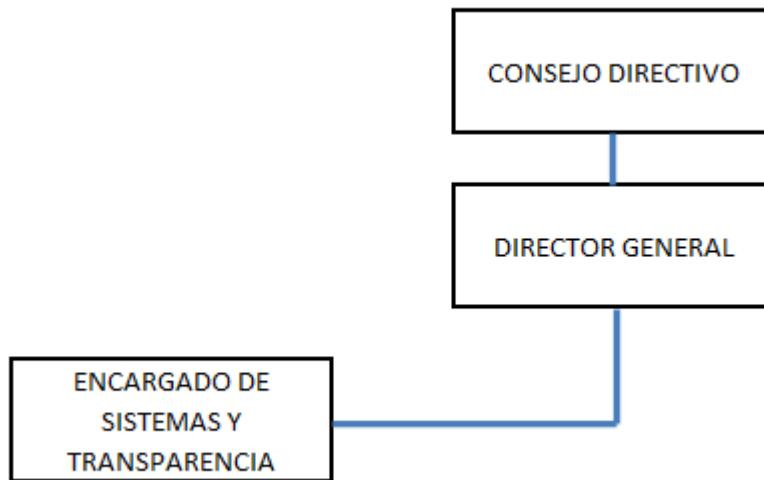 CONSEJO DIRECTIVO
DIRECTOR GENERAL
ENCARGADO DE
SISTEMAS Y
TRANSPARENCIA